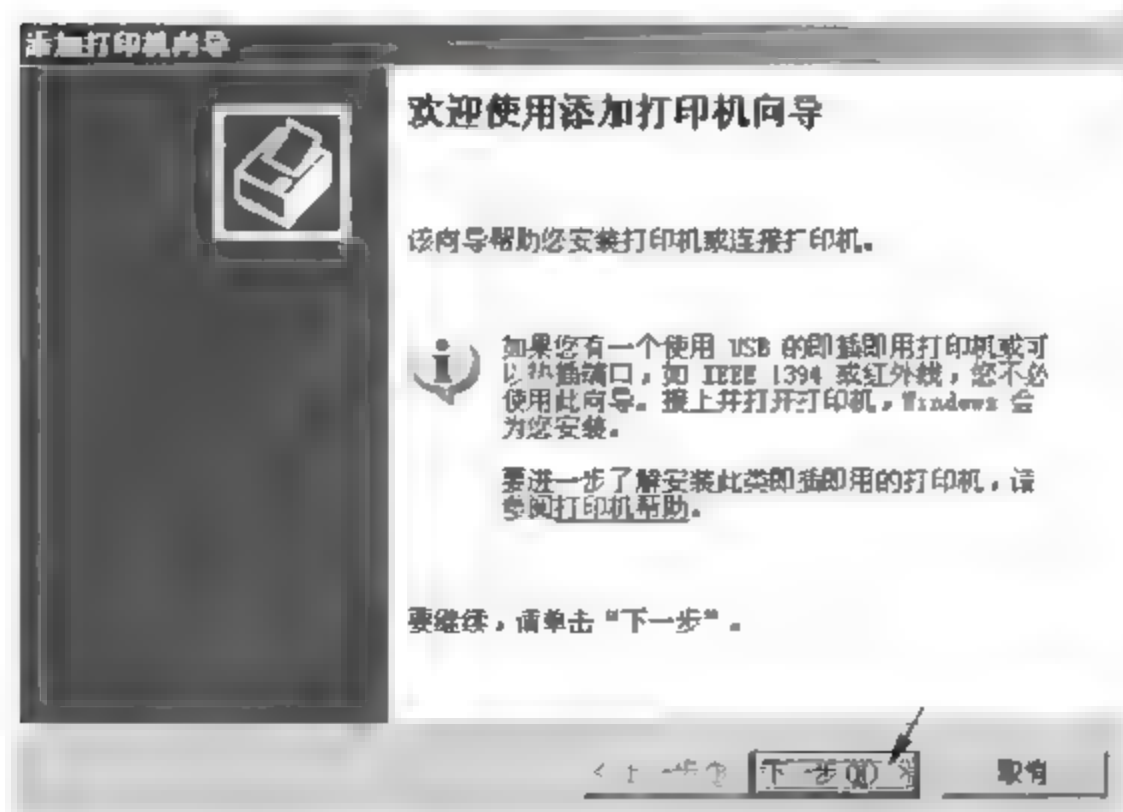 添加打印机向导
欢迎使用添加打印机向导
该向导帮助您安装打印机或连接打印机。
如果您有一个使用 USB 的即插即用打印机或可
以热插端口，如 IEEE 1394 或红外线，您不必
使用此向导。接上并打开打印机，Windows 会
为您安装。
要进一步了解安装此类即插即用的打印机，请
参阅打印机帮助。
要继续，请单击“下一步”。
< 上一步(B) 下一步(N) > 取消